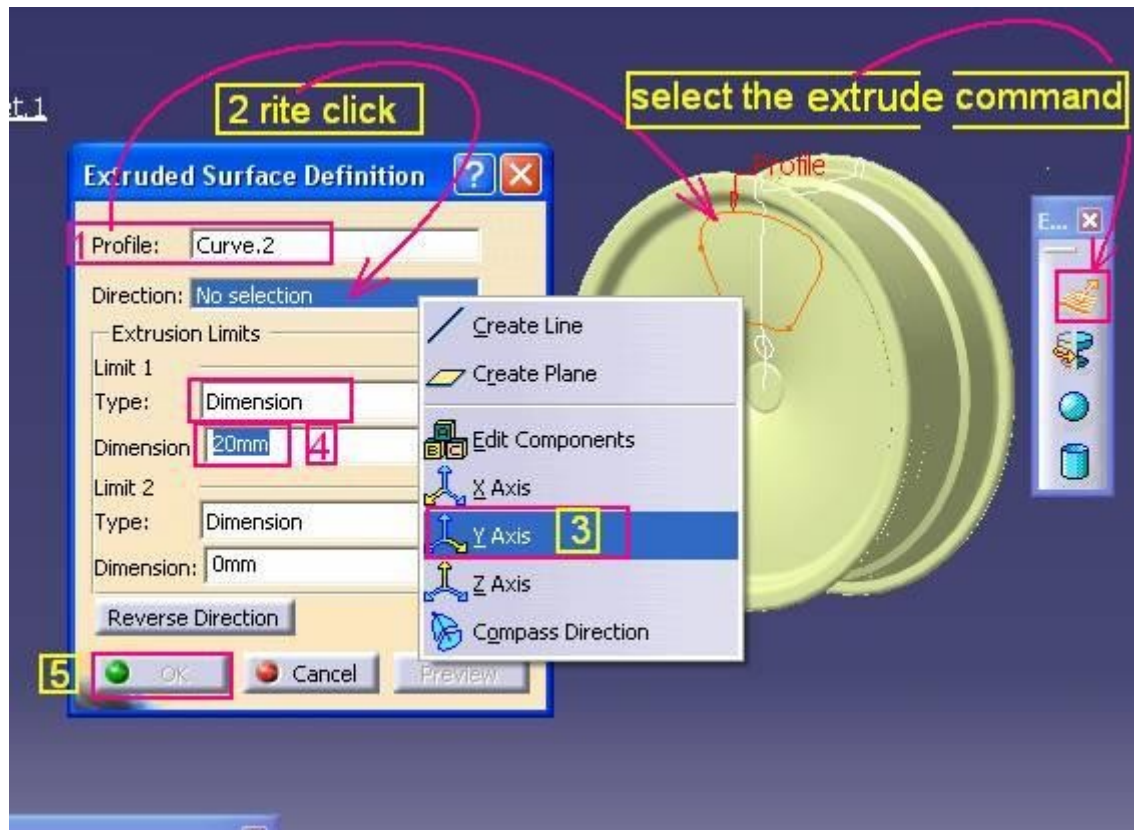 et.1
2 rite click
select the extrude command
Extruded Surface Definition
Profile
E...
1 Profile: Curve.2
Direction: No selection
Extrusion Limits
Limit 1
Type: Dimension
Dimension 20mm 4
Limit 2
Type: Dimension
Dimension: 0mm
Reverse Direction
5 OK Cancel Preview
Create Line
Create Plane
Edit Components
X Axis
Y Axis 3
Z Axis
Compass Direction